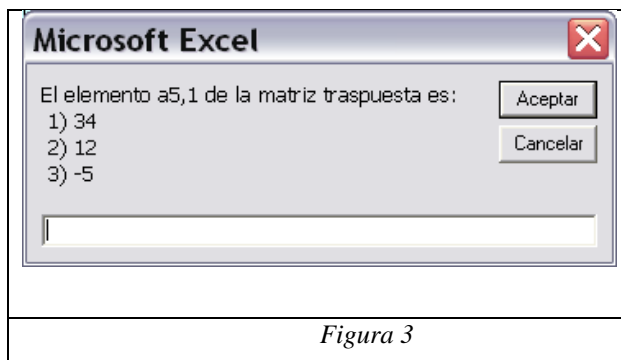 Microsoft Excel
El elemento a5,1 de la matriz traspuesta es:
1) 34
2) 12
3) -5
Aceptar
Cancelar
Figura 3